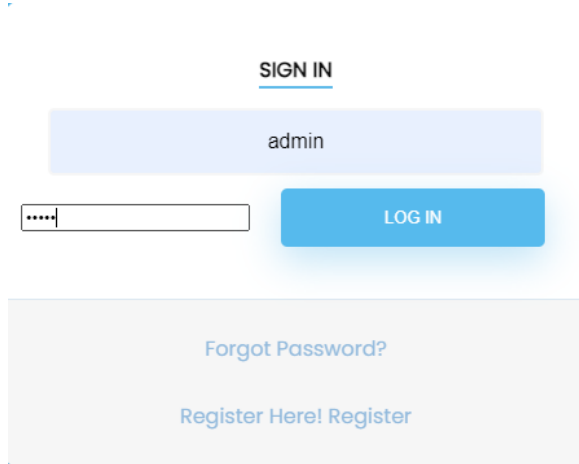 SIGN IN
admin
••••• LOG IN
Forgot Password?
Register Here! Register